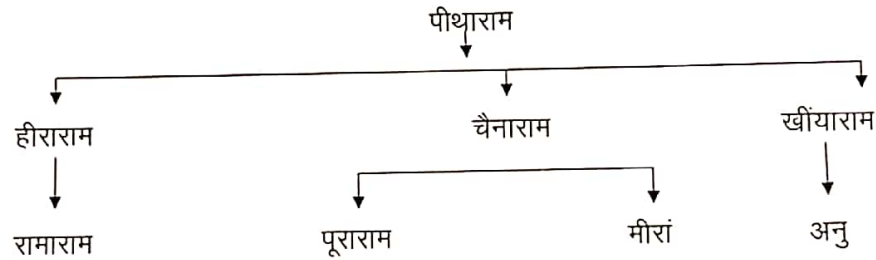 पीथाराम
हीराराम चैनाराम खींयाराम
रामाराम पूराराम मीरां अनु